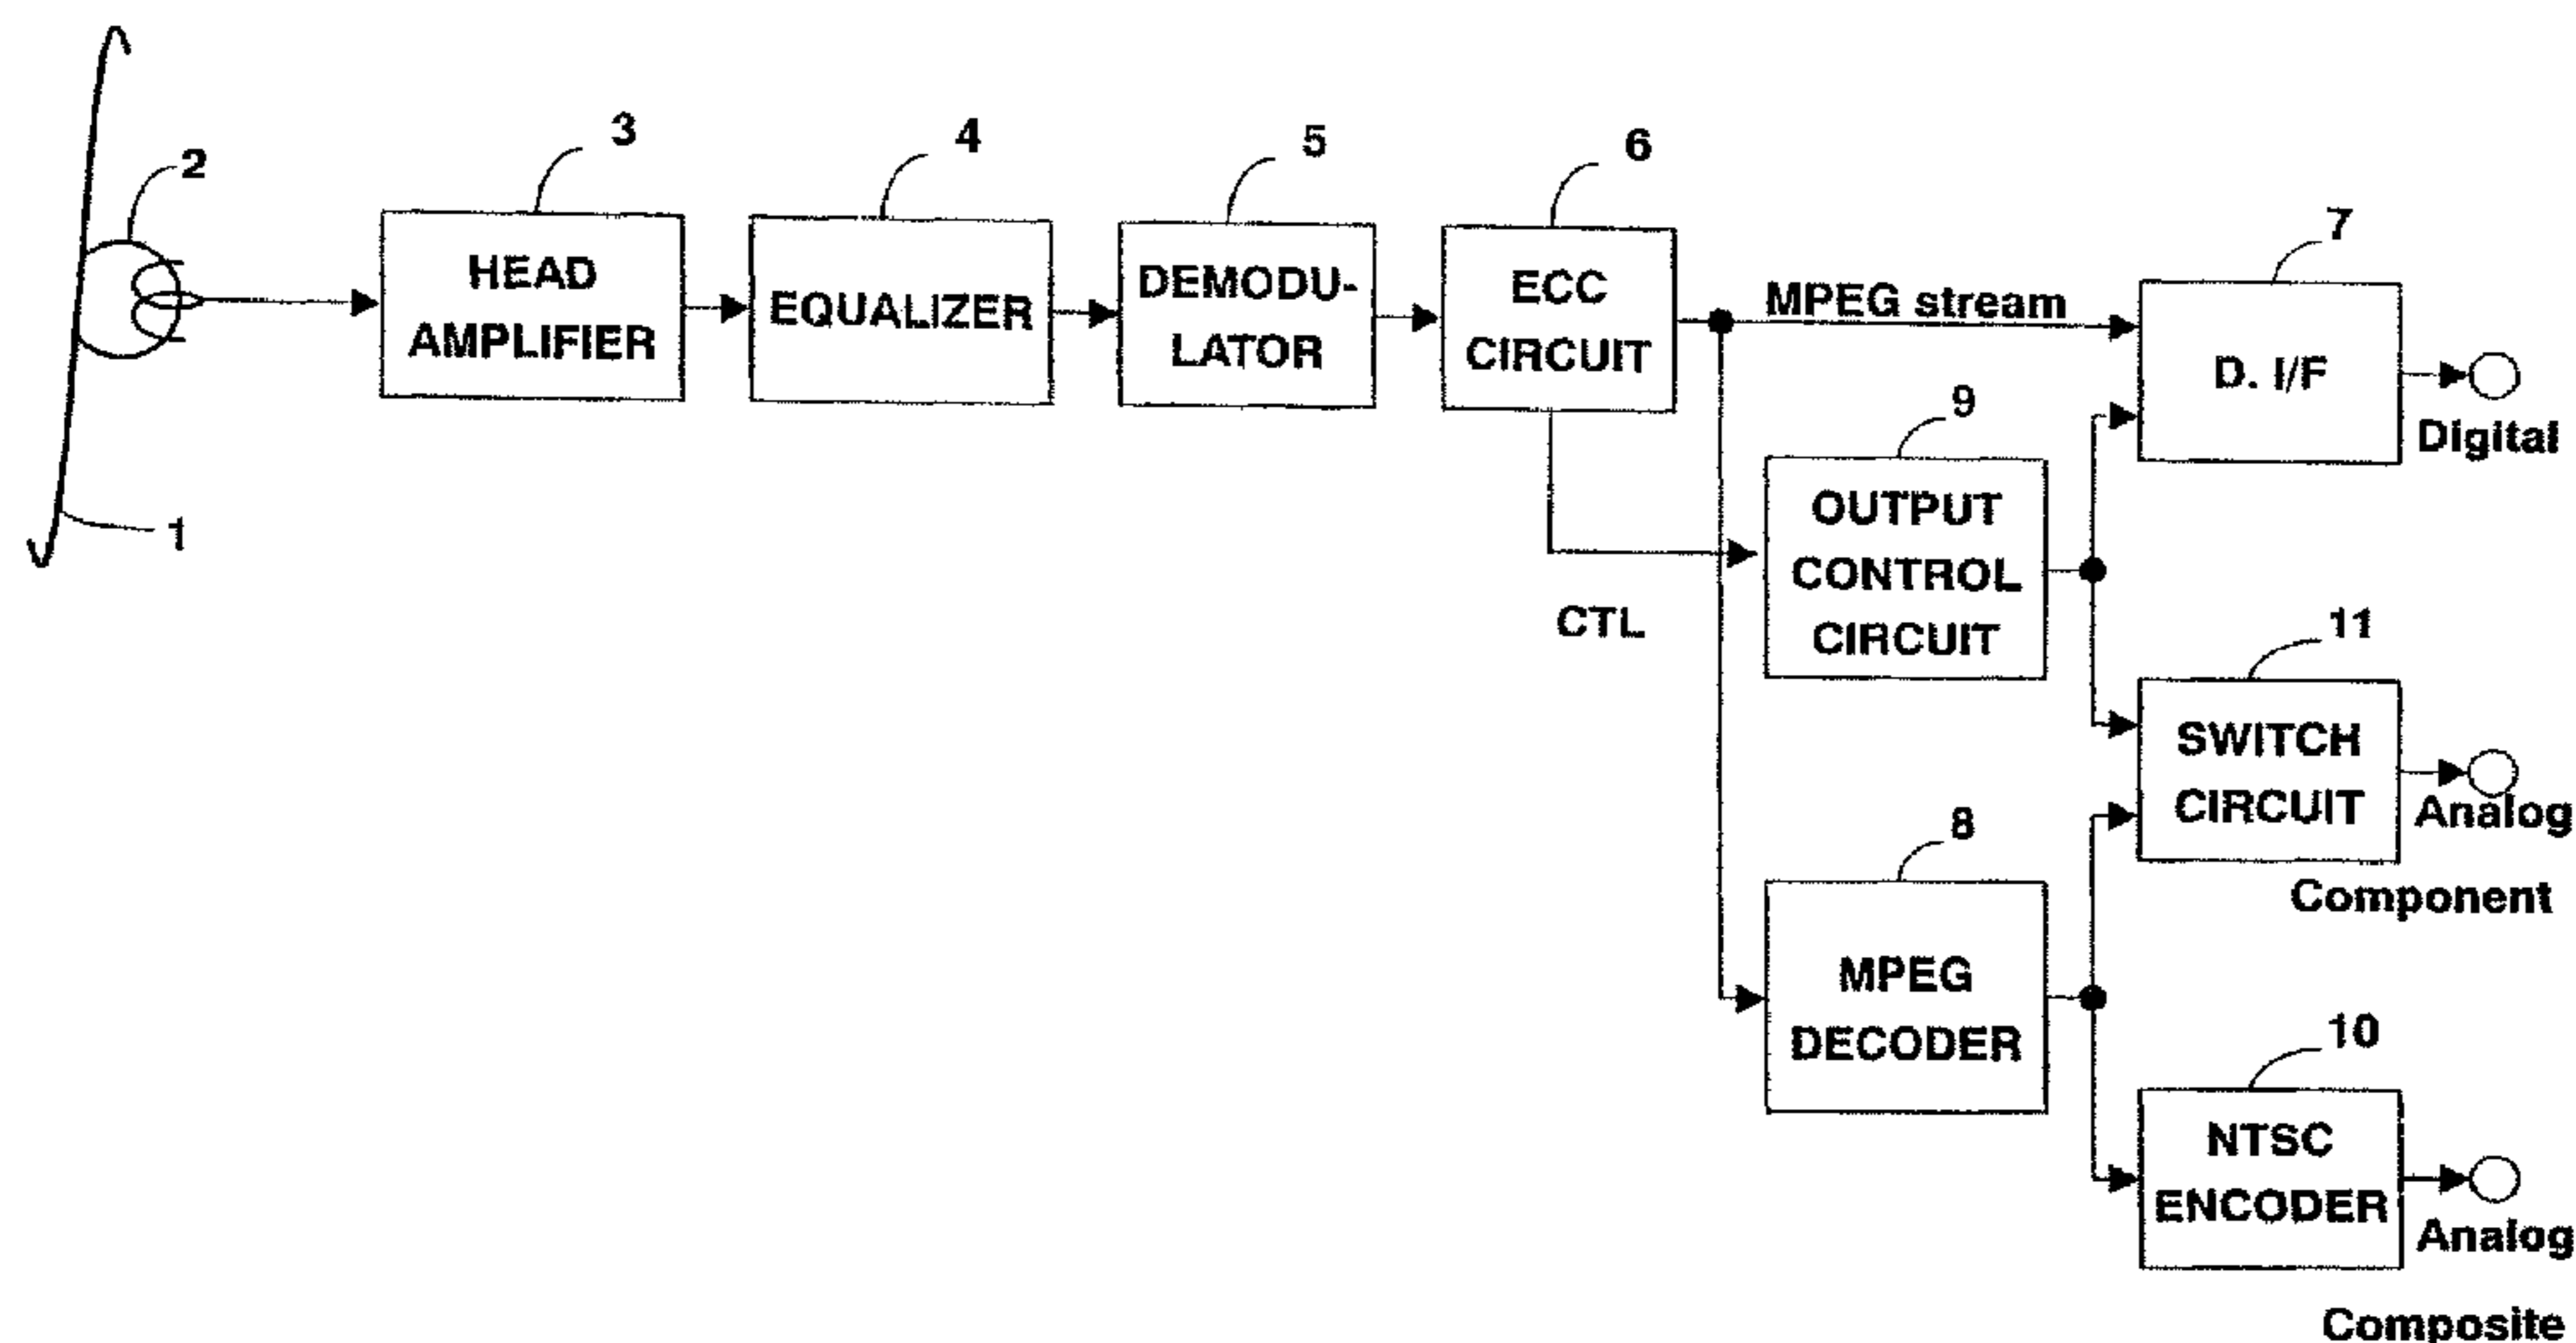 3
4
5
6
2
7
HEAD
AMPLIFIER
EQUALIZER
DEMODU-
LATOR
ECC
CIRCUIT
MPEG stream
D. I/F
Digital
1
9
OUTPUT
CONTROL
CIRCUIT
CTL
11
SWITCH
CIRCUIT
Analog
Component
8
MPEG
DECODER
10
NTSC
ENCODER
Analog
Composite